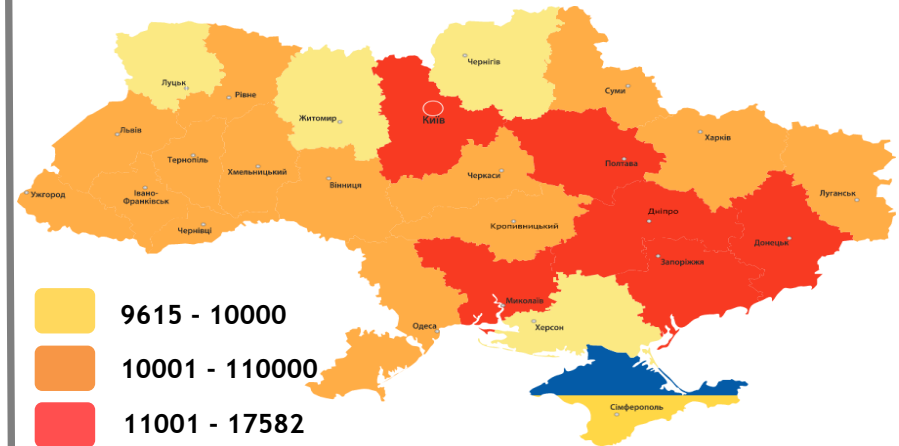 Чернігів
Луцьк
Рівне
Суми
Житомир
Київ
Львів
Харків
Тернопіль
Полтава
Хмельницький
Черкаси
Вінниця
Ужгород
Івано-
Франківськ
Луганськ
Дніпро
Чернівці
Кропивницький
Донецьк
Запоріжжя
Миколаїв
Одеса
Херсон
Сімферополь
9615 - 10000
10001 - 110000
11001 - 17582